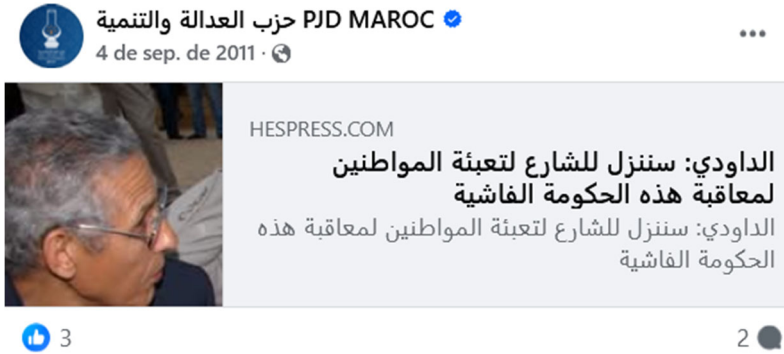 حزب العدالة والتنمية PJD MAROC
4 de sep. de 2011 ·
HESPRESS.COM
الداودي: سننزل للشارع لتعبئة المواطنين
لمعاقبة هذه الحكومة الفاشية
الداودي: سننزل للشارع لتعبئة المواطنين لمعاقبة هذه
الحكومة الفاشية
3
2